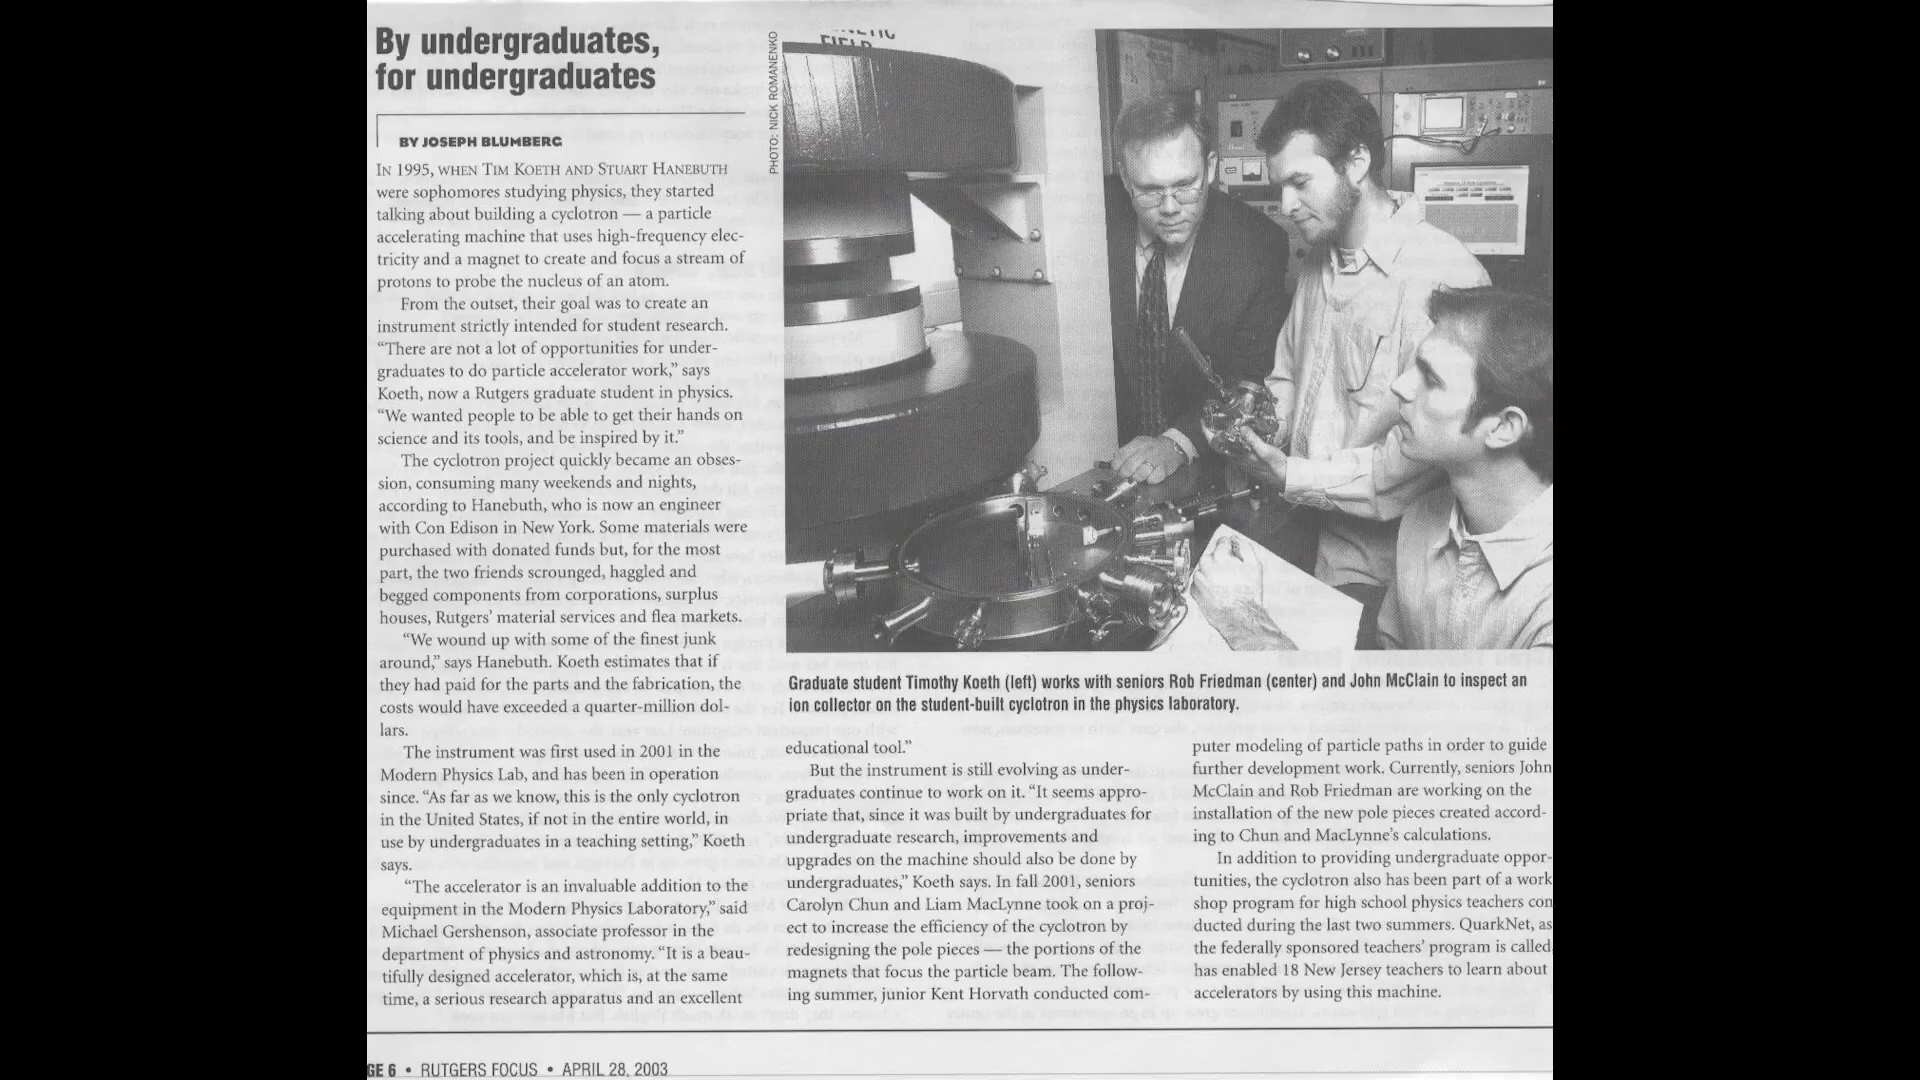 By undergraduates,
for undergraduates
BY JOSEPH BLUMBERG
IN 1995, WHEN TIM KOETH AND STUART HANEBUTH
were sophomores studying physics, they started
talking about building a cyclotron — a particle
accelerating machine that uses high-frequency elec-
tricity and a magnet to create and focus a stream of
protons to probe the nucleus of an atom.
From the outset, their goal was to create an
instrument strictly intended for student research.
“There are not a lot of opportunities for under-
graduates to do particle accelerator work,” says
Koeth, now a Rutgers graduate student in physics.
“We wanted people to be able to get their hands on
science and its tools, and be inspired by it.”
The cyclotron project quickly became an obses-
sion, consuming many weekends and nights,
according to Hanebuth, who is now an engineer
with Con Edison in New York. Some materials were
purchased with donated funds but, for the most
part, the two friends scrounged, haggled and
begged components from corporations, surplus
houses, Rutgers’ material services and flea markets.
“We wound up with some of the finest junk
around,” says Hanebuth. Koeth estimates that if
they had paid for the parts and the fabrication, the
costs would have exceeded a quarter-million dol-
lars.
The instrument was first used in 2001 in the
Modern Physics Lab, and has been in operation
since. “As far as we know, this is the only cyclotron
in the United States, if not in the entire world, in
use by undergraduates in a teaching setting,” Koeth
says.
“The accelerator is an invaluable addition to the
equipment in the Modern Physics Laboratory,” said
Michael Gershenson, associate professor in the
department of physics and astronomy. “It is a beau-
tifully designed accelerator, which is, at the same
time, a serious research apparatus and an excellent
PHOTO: NICK ROMANENKO
FIELD
Graduate student Timothy Koeth (left) works with seniors Rob Friedman (center) and John McClain to inspect an
ion collector on the student-built cyclotron in the physics laboratory.
educational tool.”
But the instrument is still evolving as under-
graduates continue to work on it. “It seems appro-
priate that, since it was built by undergraduates for
undergraduate research, improvements and
upgrades on the machine should also be done by
undergraduates,” Koeth says. In fall 2001, seniors
Carolyn Chun and Liam MacLynne took on a proj-
ect to increase the efficiency of the cyclotron by
redesigning the pole pieces — the portions of the
magnets that focus the particle beam. The follow-
ing summer, junior Kent Horvath conducted com-
puter modeling of particle paths in order to guide
further development work. Currently, seniors John
McClain and Rob Friedman are working on the
installation of the new pole pieces created accord-
ing to Chun and MacLynne’s calculations.
In addition to providing undergraduate oppor-
tunities, the cyclotron also has been part of a work
shop program for high school physics teachers con
ducted during the last two summers. QuarkNet, as
the federally sponsored teachers’ program is called,
has enabled 18 New Jersey teachers to learn about
accelerators by using this machine.
GE 6 • RUTGERS FOCUS • APRIL 28, 2003